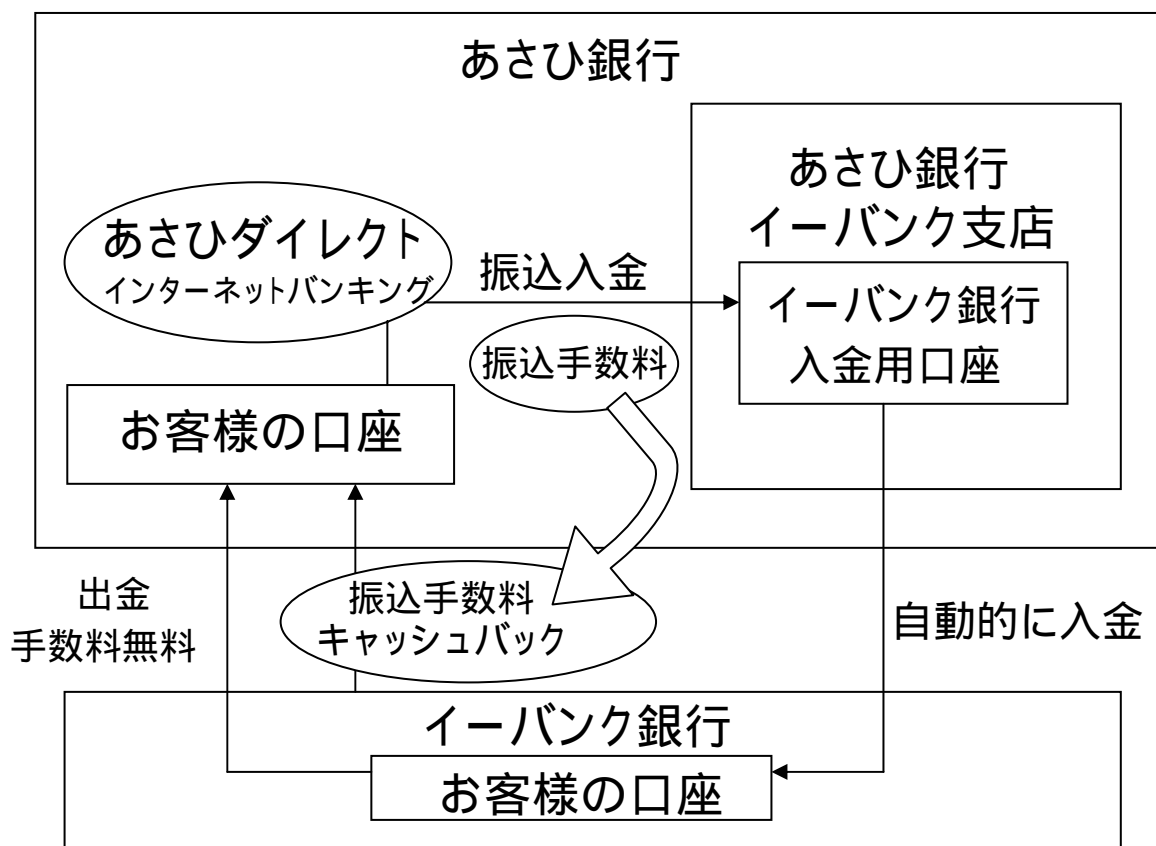 あさひ銀行
あさひ銀行
イーバンク支店
あさひダイレクト
インターネットバンキング
振込入金
イーバンク銀行
入金用口座
振込手数料
お客様の口座
出金
手数料無料
振込手数料
キャッシュバック
自動的に入金
イーバンク銀行
お客様の口座